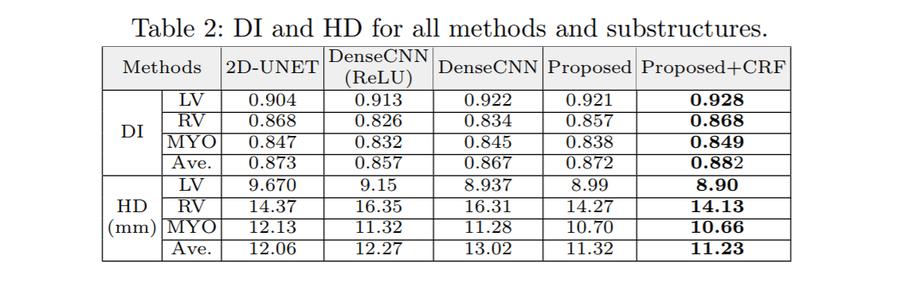 Table 2: DI and HD for all methods and substructures.
Methods 2D-UNET DenseCNN (ReLU) DenseCNN Proposed Proposed+CRF
DI LV 0.904 0.913 0.922 0.921 0.928
RV 0.868 0.826 0.834 0.857 0.868
MYO 0.847 0.832 0.845 0.838 0.849
Ave. 0.873 0.857 0.867 0.872 0.882
HD (mm) LV 9.670 9.15 8.937 8.99 8.90
RV 14.37 16.35 16.31 14.27 14.13
MYO 12.13 11.32 11.28 10.70 10.66
Ave. 12.06 12.27 13.02 11.32 11.23